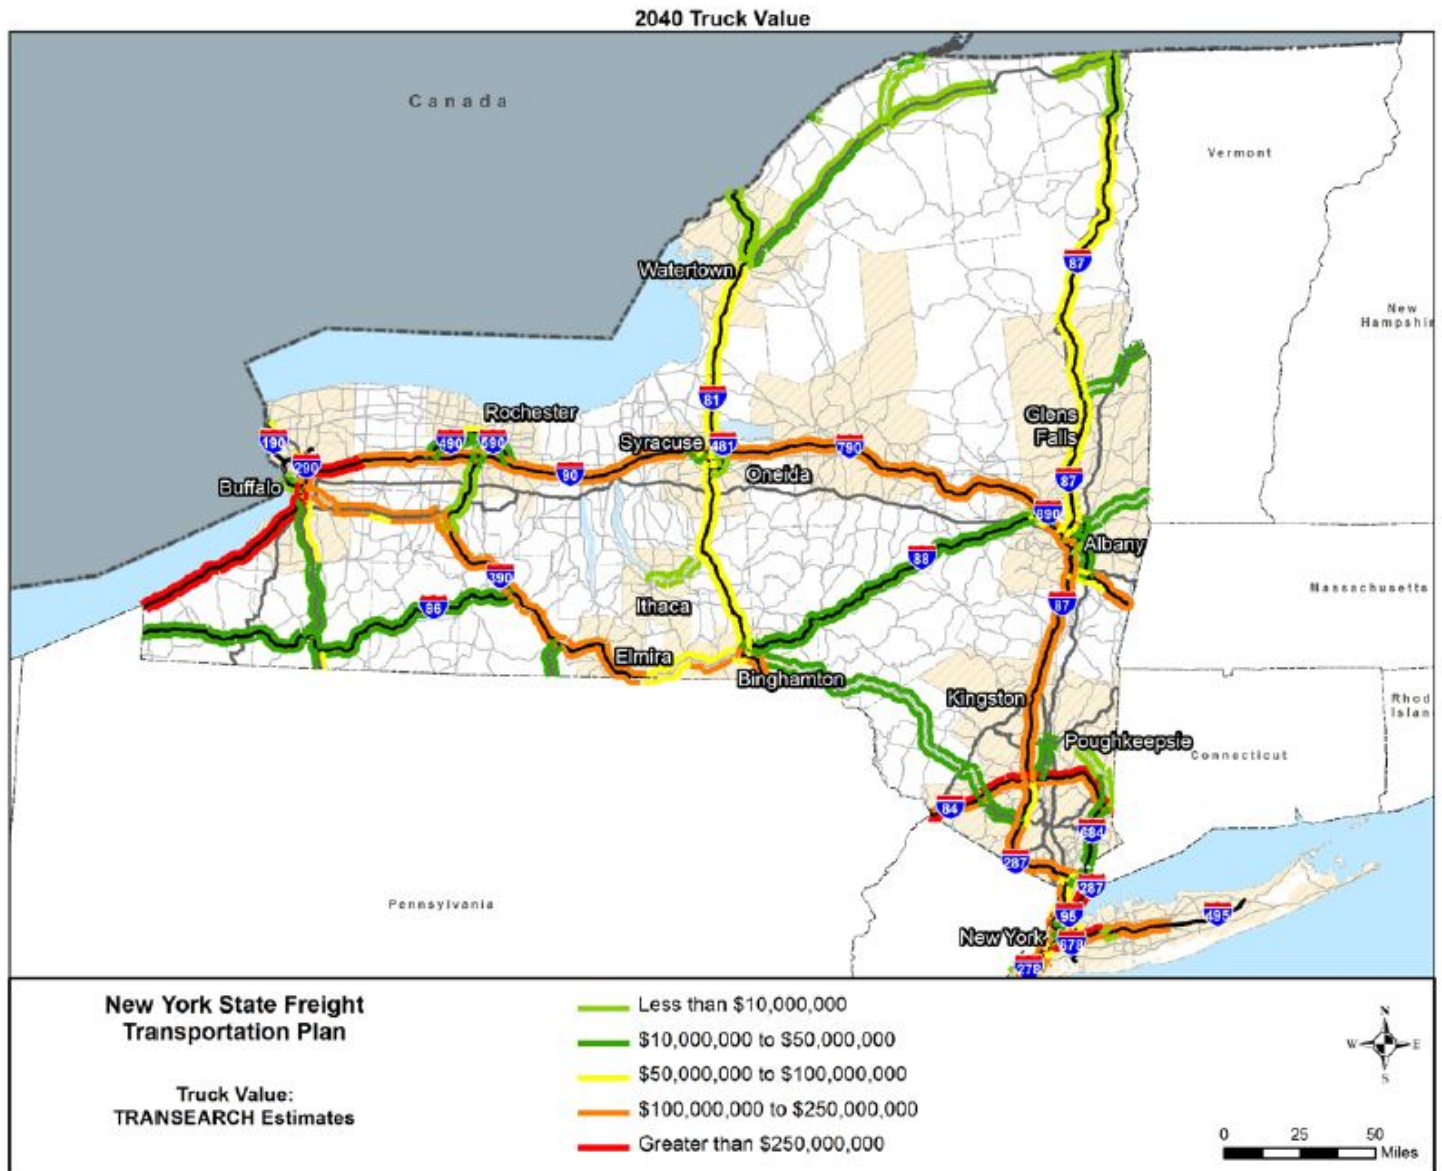 2040 Truck Value
Canada
Vermont
87
Watertown
New
Hampshir
81
Rochester
Glens
Falls
190
490
590
Syracuse
481
790
290
90
Oneida
87
Buffalo
890
Albany
88
390
Massachusetts
86
Ithaca
87
Elmira
Binghamton
Kingston
Rhod
Islan
Poughkeepsie
Connecticut
84
684
287
287
Pennsylvania
95
495
New York
678
278
New York State Freight
Transportation Plan
Truck Value:
TRANSEARCH Estimates
Less than $10,000,000
$10,000,000 to $50,000,000
$50,000,000 to $100,000,000
$100,000,000 to $250,000,000
Greater than $250,000,000
N
W
E
S
0 25 50
Miles